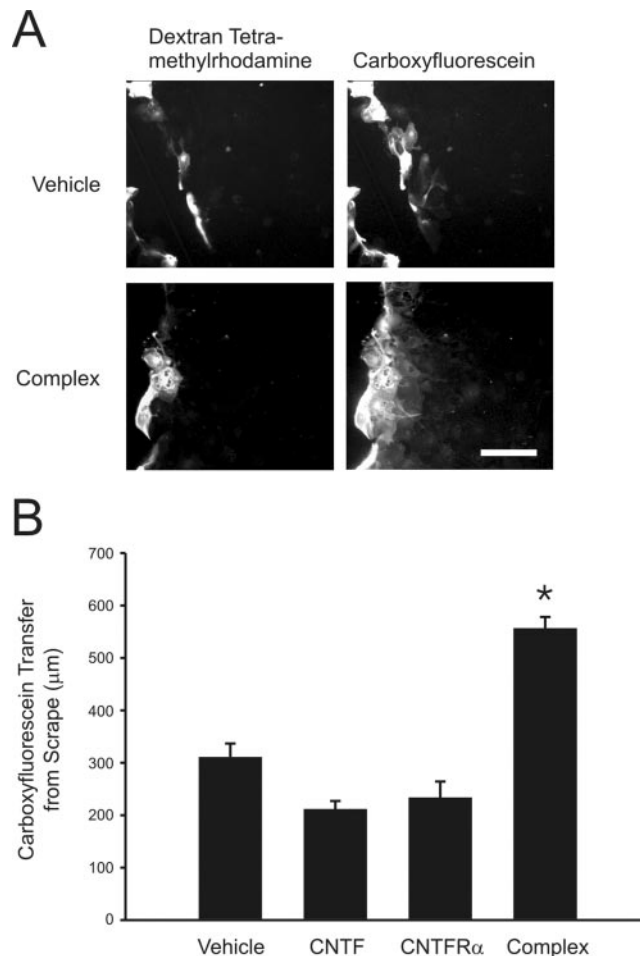 A
Dextran Tetra-
methylrhodamine
Carboxyfluorescein
Vehicle
Complex
B
Carboxyfluorescein Transfer
from Scrape (μm)
700
600
500
400
300
200
100
0
*
Vehicle
CNTF
CNTFRα
Complex